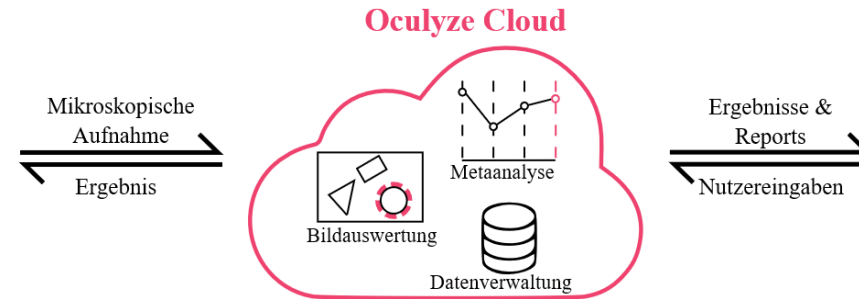 Oculyze Cloud
Mikroskopische
Aufnahme
Ergebnis
Metaanalyse
Bildauswertung
Datenverwaltung
Ergebnisse &
Reports
Nutzereingaben